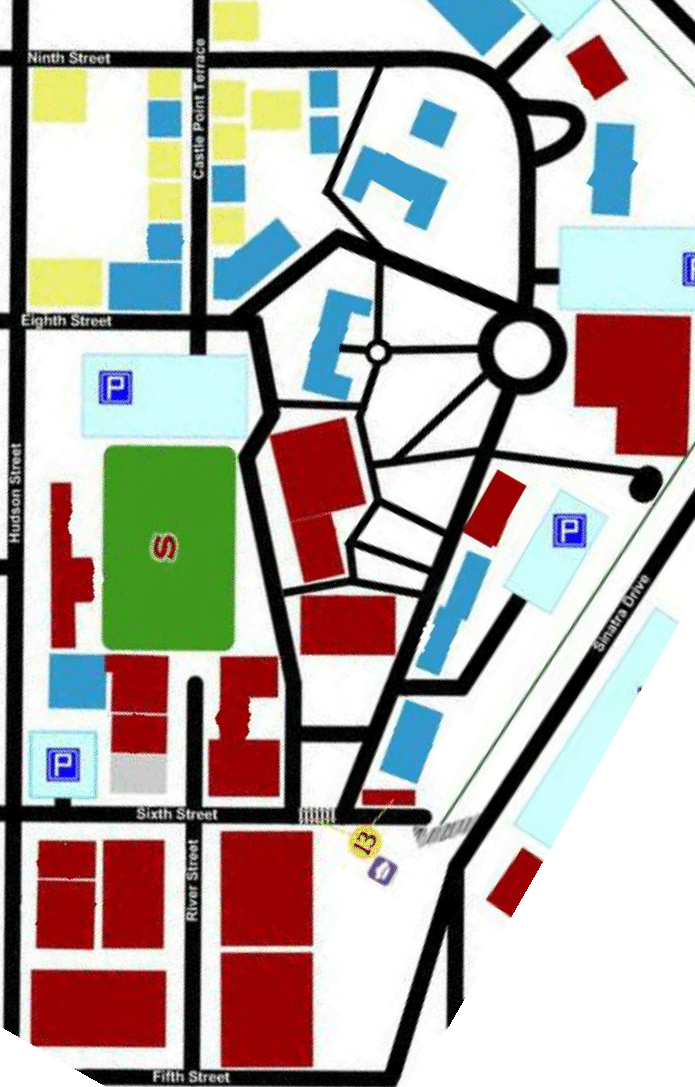 Ninth Street
Castle Point Terrace
P
Eighth Street
P
Hudson Street
S
P
Sinatra Drive
P
Sixth Street
13
River Street
Fifth Street